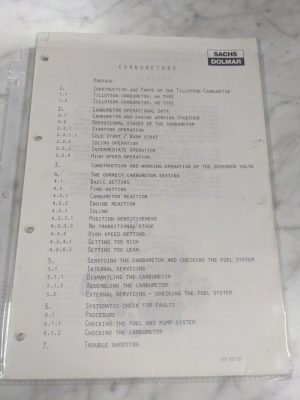 SACHS
DOLMAR
CARBURETORS
PREFACE
1. CONSTRUCTION AND PARTS OF THE TILLOTSON CARBURETOR
1.1 TILLOTSON CARBURETOR, HK TYPE
1.2 TILLOTSON CARBURETOR, HS TYPE
2. CARBURETOR OPERATIONAL DATA
2.1 CARBURETOR AND ENGINE WORKING TOGETHER
2.2 OPERATIONAL STAGES OF THE CARBURETOR
2.2.1 STARTING OPERATION
2.2.1.1 COLD START / WARM START
2.2.2 IDLING OPERATION
2.2.3 INTERMEDIATE OPERATION
2.2.4 HIGH SPEED OPERATION
3. CONSTRUCTION AND WORKING OPERATION OF THE GOVERNOR VALVE
4. THE CORRECT CARBURETOR SETTING
4.1 BASIC SETTING
4.2 FINE SETTING
4.2.1 CARBURETOR REACTION
4.2.2 ENGINE REACTION
4.2.3 IDLING
4.2.3.1 POSITION SENSITIVENESS
4.2.3.2 NO TRANSITIONAL STAGE
4.2.4 HIGH SPEED SETTING
4.2.4.1 SETTING TOO RICH
4.2.4.2 SETTING TOO LEAN
5. SERVICING THE CARBURETOR AND CHECKING THE FUEL SYSTEM
5.1 INTERNAL SERVICING
5.1.1 DISMANTLING THE CARBURETOR
5.1.2 ASSEMBLING THE CARBURETOR
5.2 EXTERNAL SERVICING - CHECKING THE FUEL SYSTEM
6. SYSTEMATIC CHECK FOR FAULTS
6.1 PROCEDURE
6.1.1 CHECKING THE FUEL AND PUMP SYSTEM
6.1.2 CHECKING THE CARBURETOR
7. TROUBLE SHOOTING